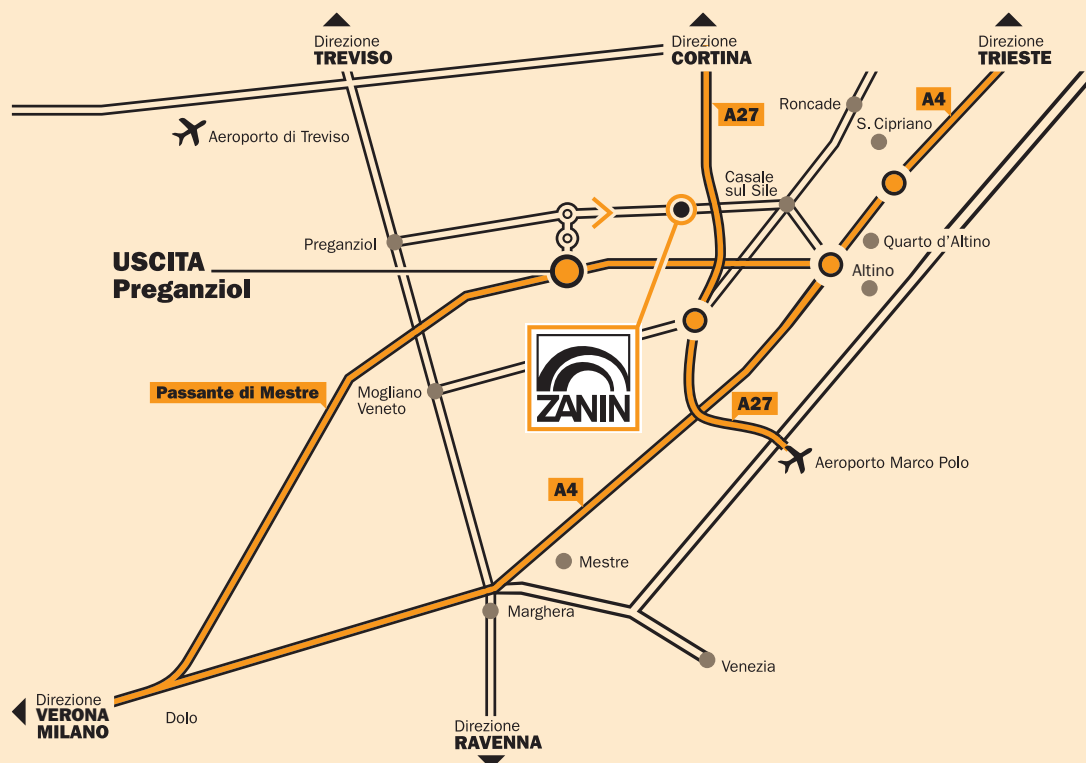 Direzione
TREVISO
Direzione
CORTINA
Direzione
TRIESTE
A4
A27
Roncade
S. Cipriano
Aeroporto di Treviso
Casale
sul Sile
Preganziol
Quarto d'Altino
USCITA
Preganziol
Altino
Passante di Mestre
Mogliano
Veneto
ZANIN
A27
Aeroporto Marco Polo
A4
Mestre
Marghera
Venezia
Direzione
VERONA
MILANO
Dolo
Direzione
RAVENNA